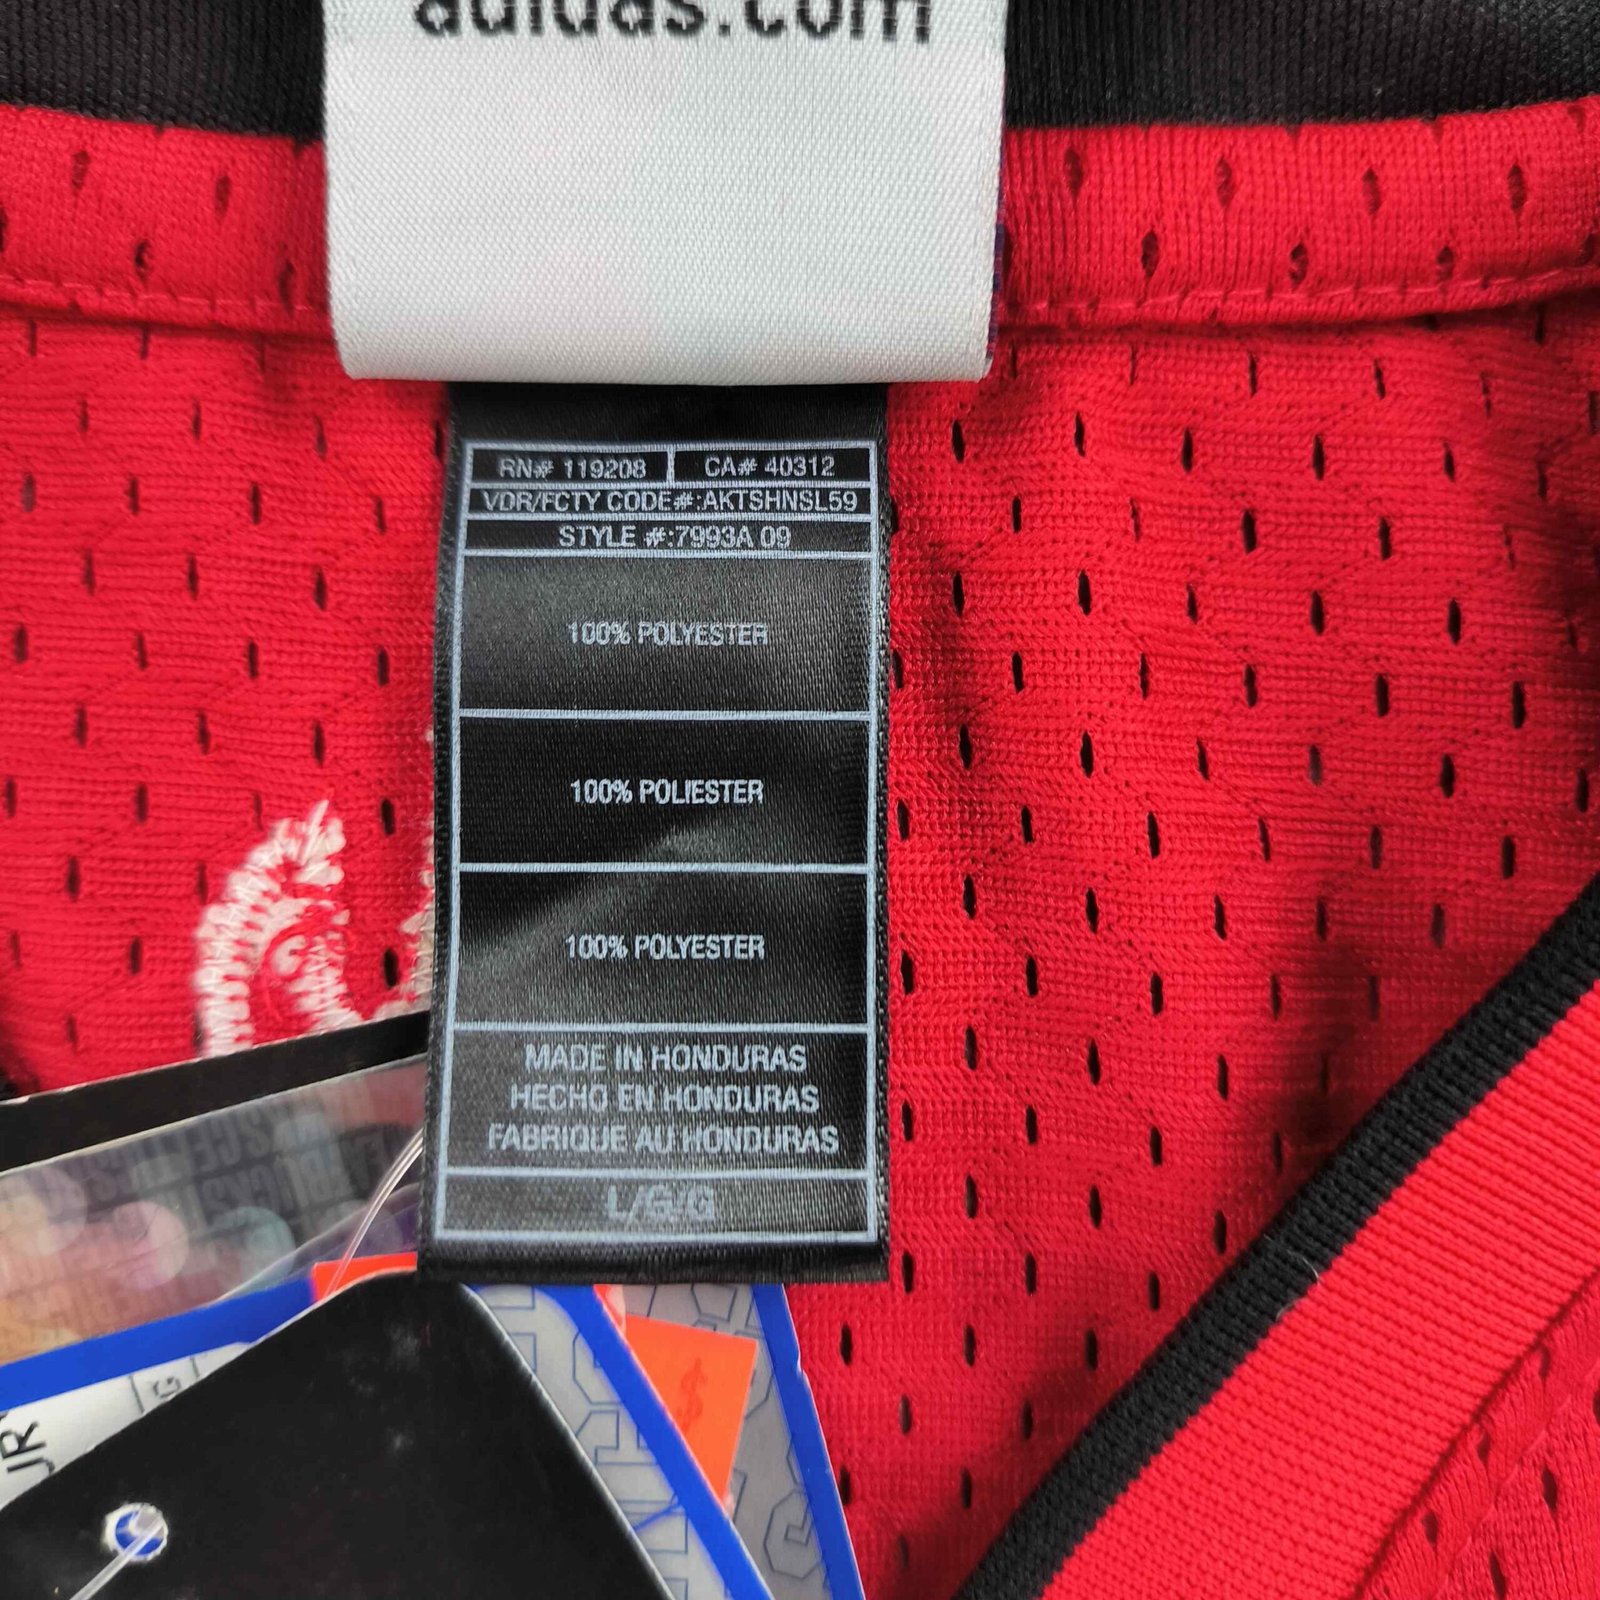 adidas.com
RN# 119208 CA# 40312
VDR/FCTY CODE#:AKTSHNSL59
STYLE #:7993A 09
100% POLYESTER
100% POLIESTER
100% POLYESTER
MADE IN HONDURAS
HECHO EN HONDURAS
FABRIQUE AU HONDURAS
L/G/G